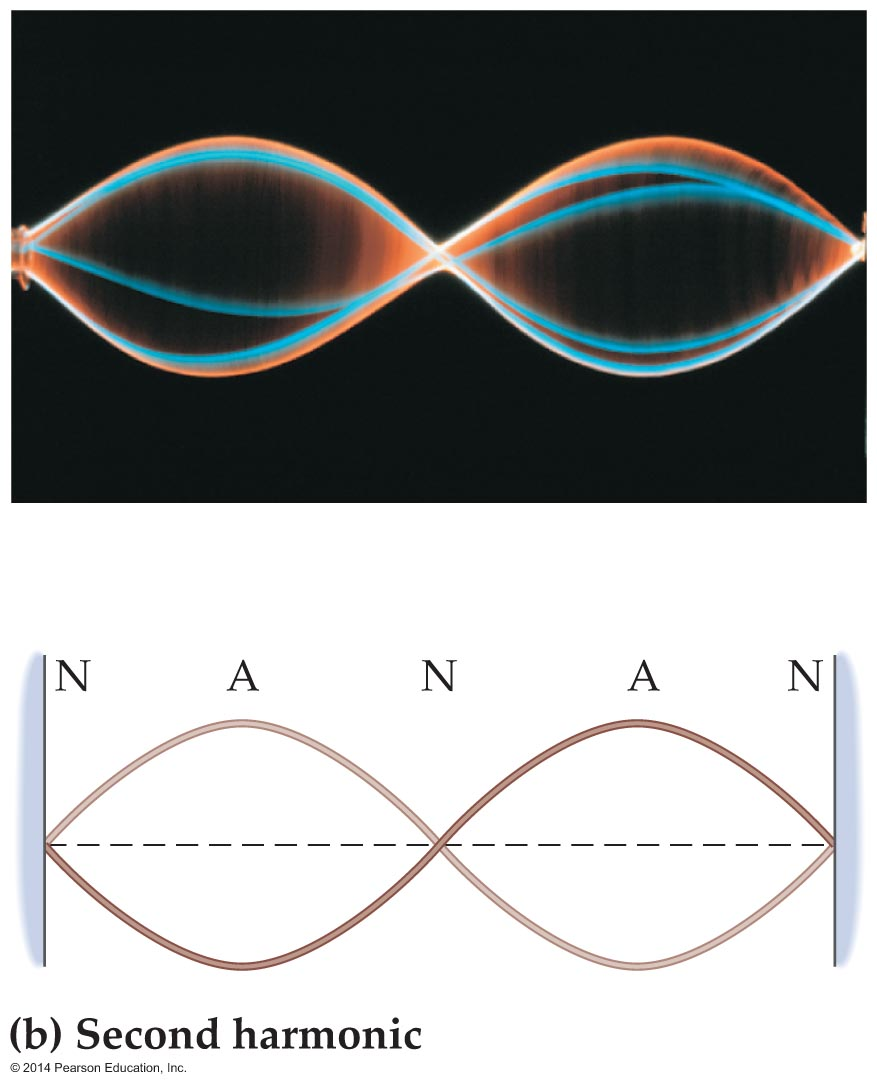 N A N A N
(b) Second harmonic
© 2014 Pearson Education, Inc.